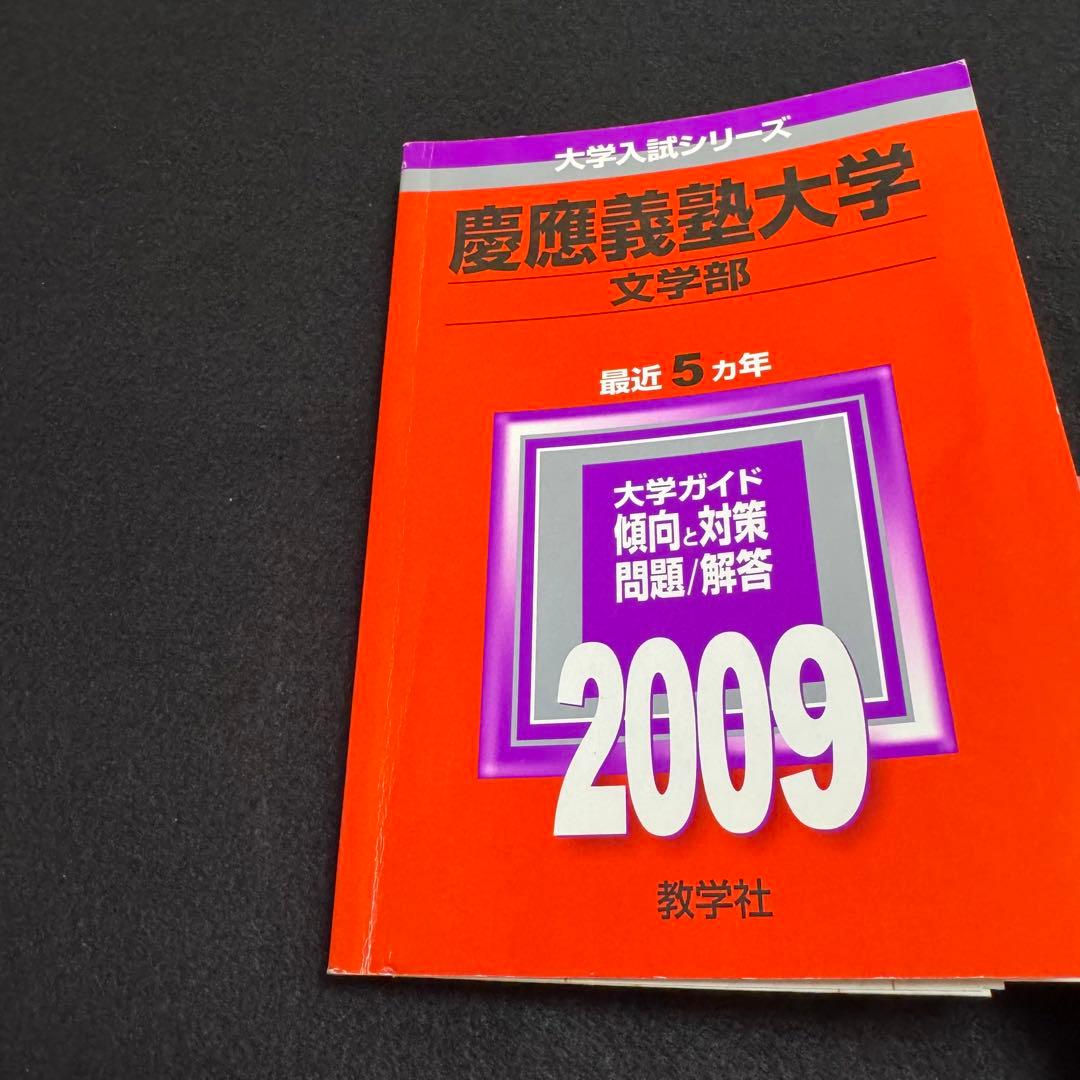 大学入試シリーズ
慶應義塾大学
文学部
最近 5 カ年
大学ガイド
傾向と対策
問題/解答
2009
教学社